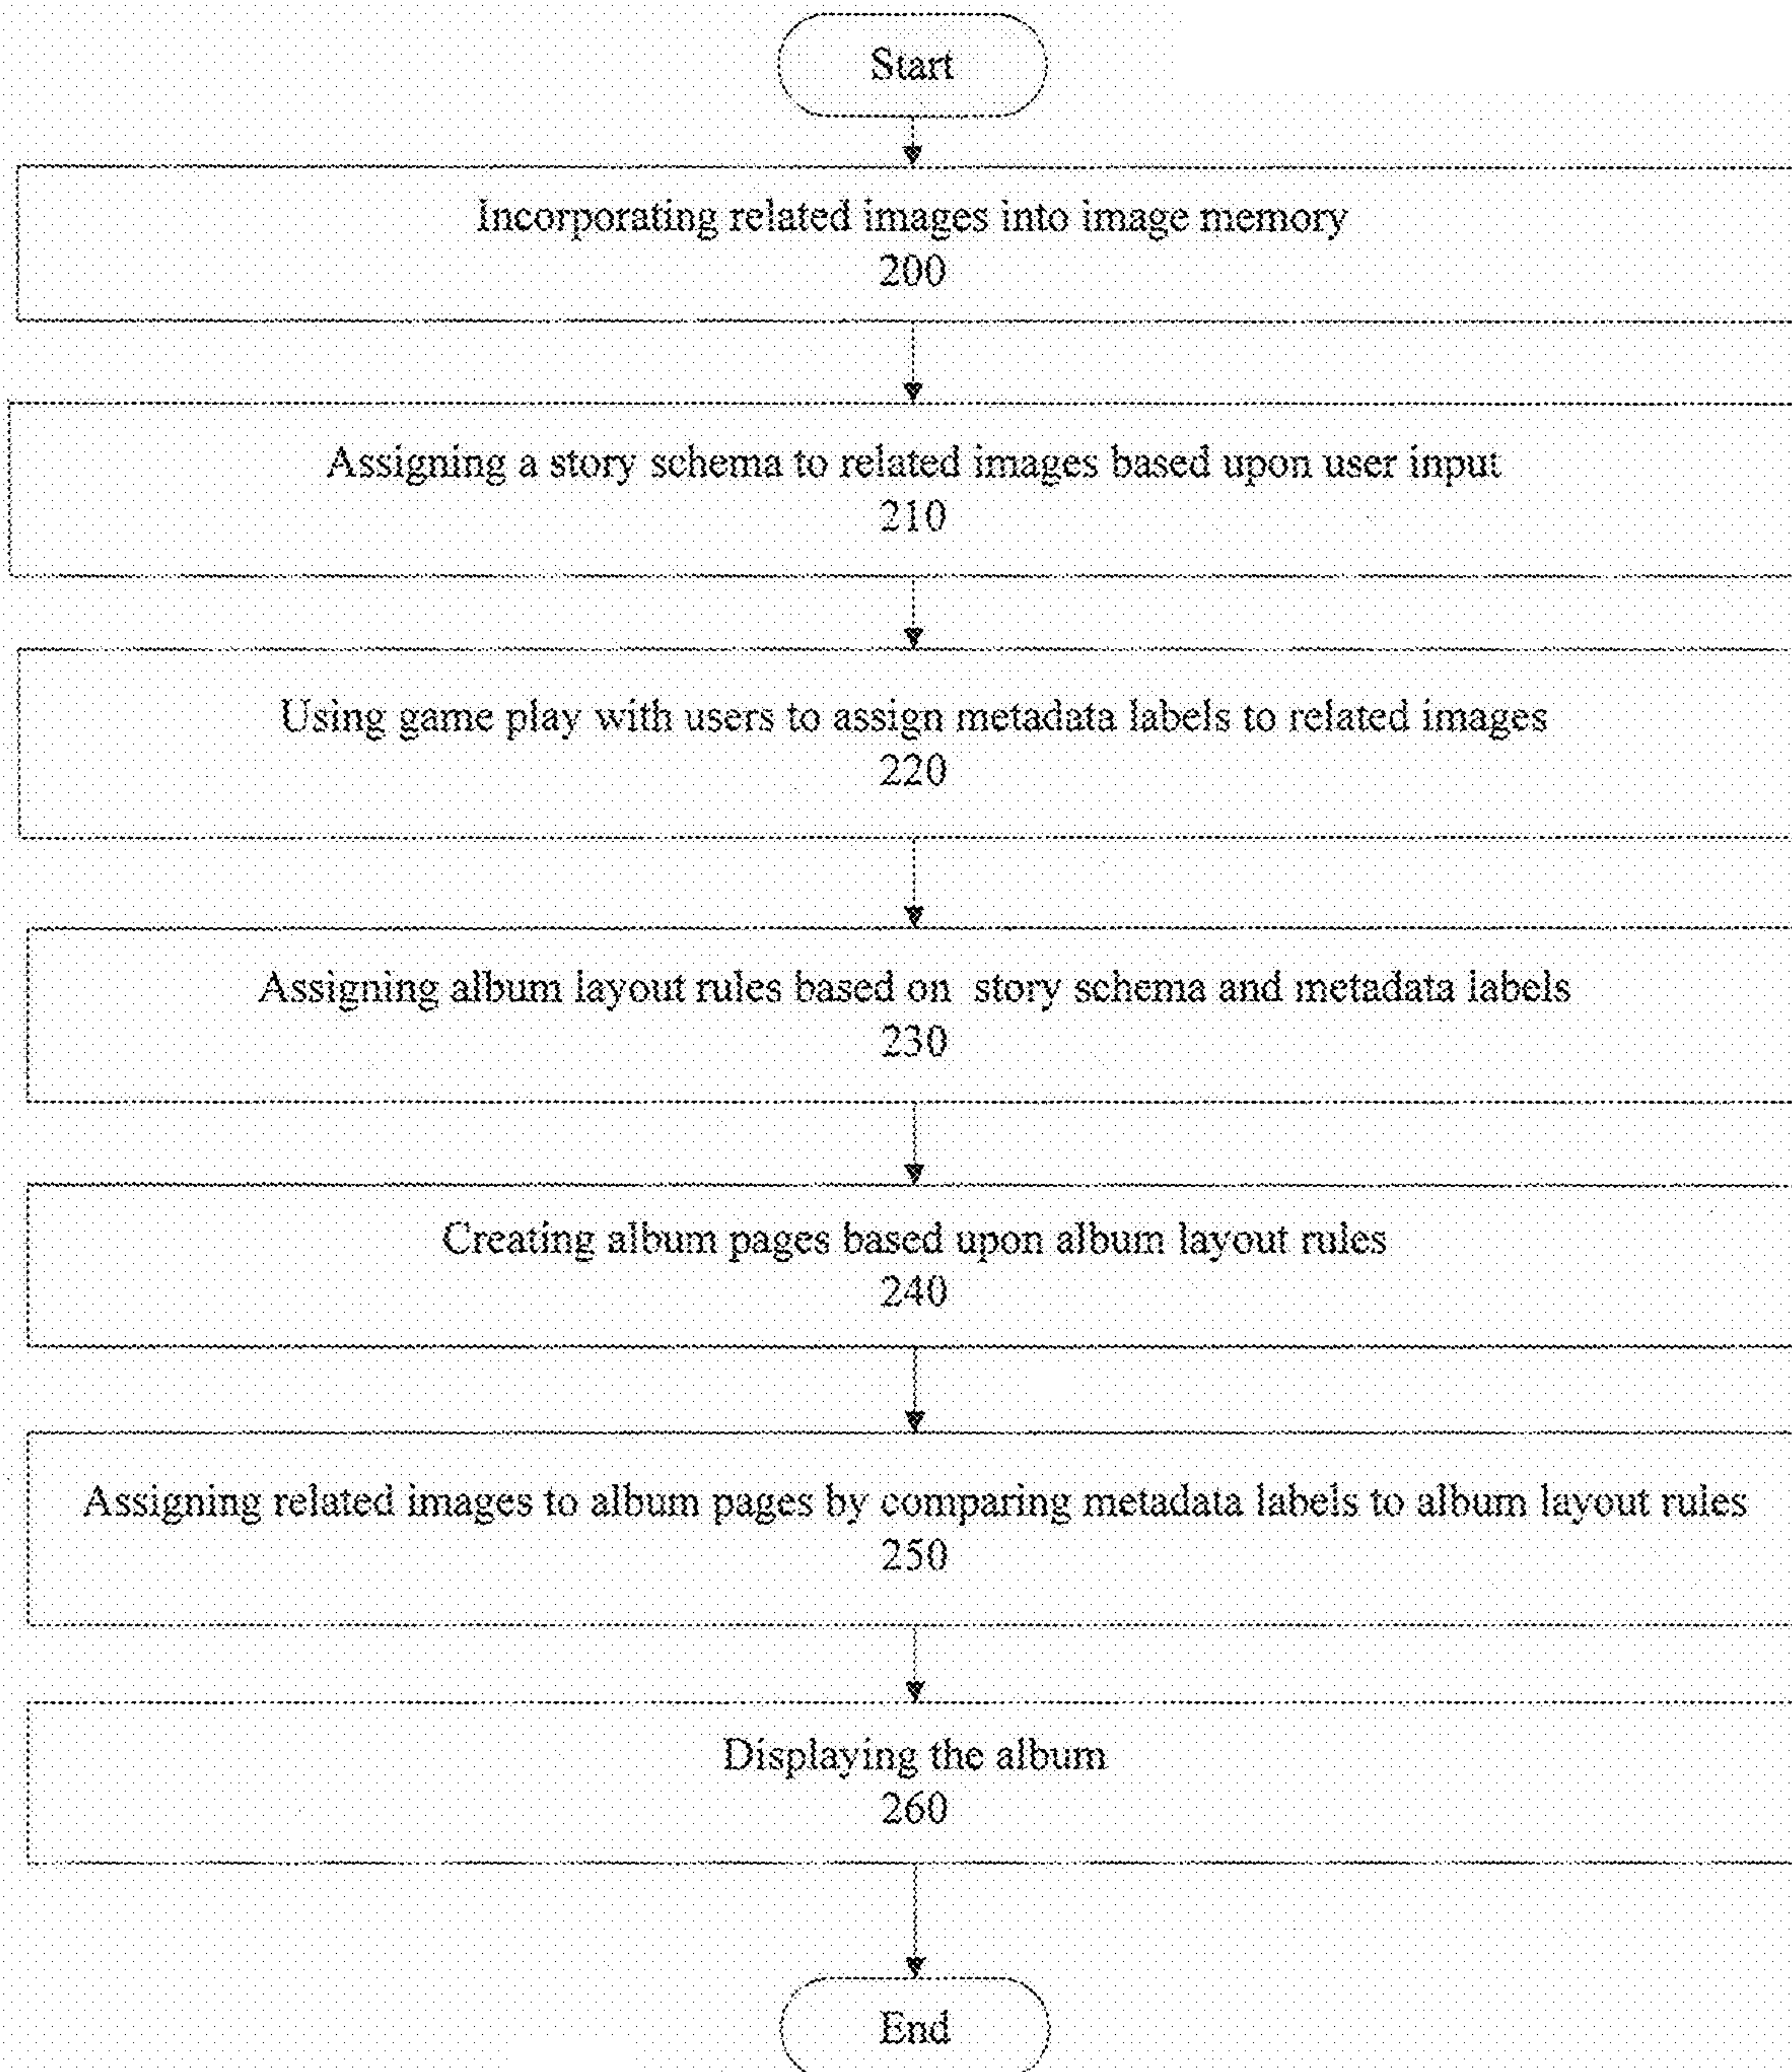 Start
Incorporating related images into image memory
200
Assigning a story schema to related images based upon user input
210
Using game play with users to assign metadata labels to related images
220
Assigning album layout rules based on story schema and metadata labels
230
Creating album pages based upon album layout rules
240
Assigning related images to album pages by comparing metadata labels to album layout rules
250
Displaying the album
260
End